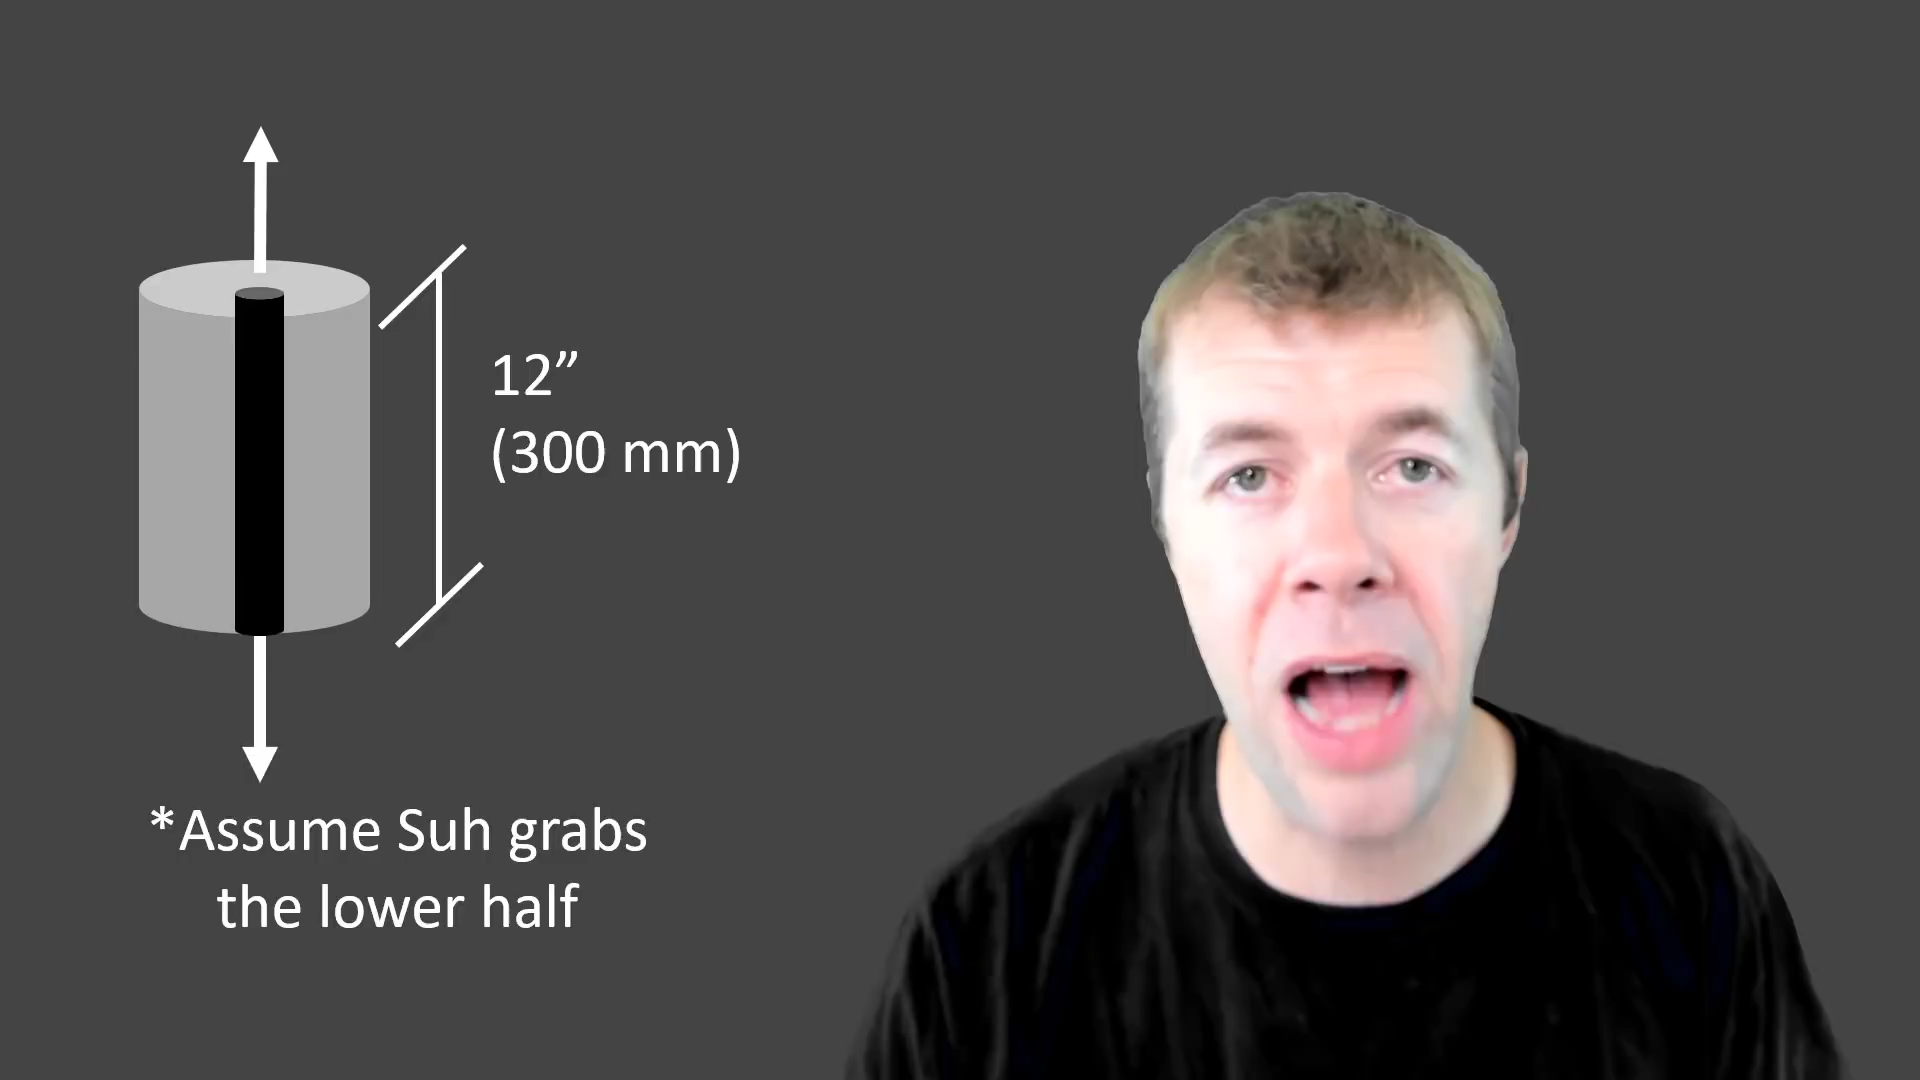 12”
(300 mm)
*Assume Suh grabs
the lower half